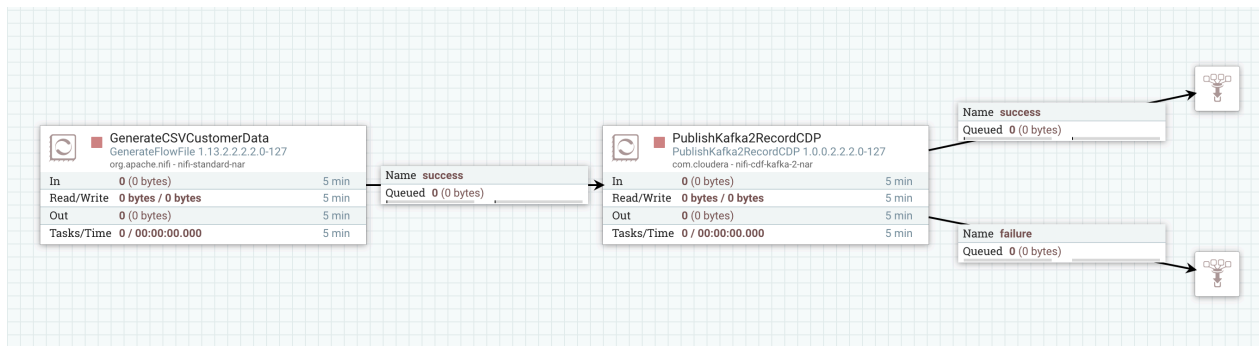 GenerateCSVCustomerData
GenerateFlowFile 1.13.2.2.2.2.0-127
org.apache.nifi - nifi-standard-nar
In 0 (0 bytes) 5 min
Read/Write 0 bytes / 0 bytes 5 min
Out 0 (0 bytes) 5 min
Tasks/Time 0 / 00:00:00.000 5 min
Name success
Queued 0 (0 bytes)
PublishKafka2RecordCDP
PublishKafka2RecordCDP 1.0.0.2.2.2.0-127
com.cloudera - nifi-cdf-kafka-2-nar
In 0 (0 bytes) 5 min
Read/Write 0 bytes / 0 bytes 5 min
Out 0 (0 bytes) 5 min
Tasks/Time 0 / 00:00:00.000 5 min
Name success
Queued 0 (0 bytes)
Name failure
Queued 0 (0 bytes)